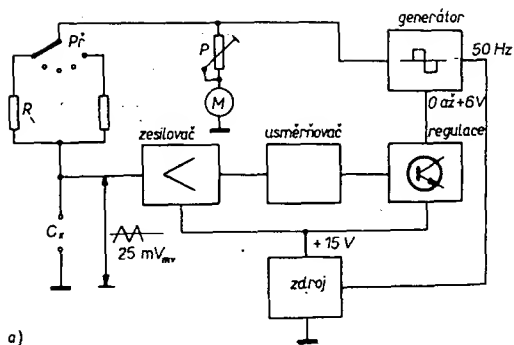 generátor
Př
P
50 Hz
R
M
0 až +6V
zesilovač
usměrňovač
regulace
Cx
25 mVmv
+15 V
zdroj
a)